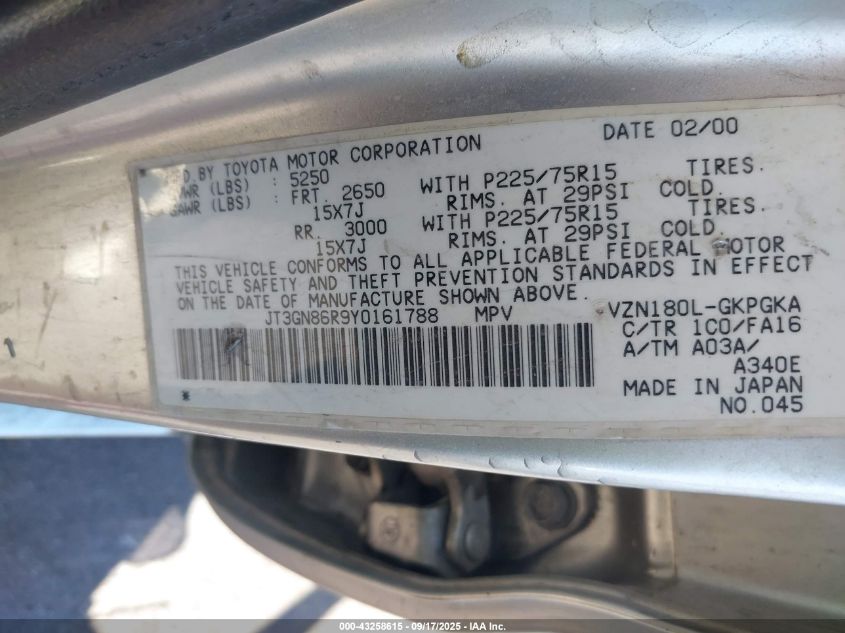 D. BY TOYOTA MOTOR CORPORATION DATE 02/00
GVWR (LBS) : 5250
GAWR (LBS) : FRT. 2650 WITH P225/75R15 TIRES.
15X7J RIMS. AT 29PSI COLD.
RR. 3000 WITH P225/75R15 TIRES.
15X7J RIMS. AT 29PSI COLD.
THIS VEHICLE CONFORMS TO ALL APPLICABLE FEDERAL MOTOR
VEHICLE SAFETY AND THEFT PREVENTION STANDARDS IN EFFECT
ON THE DATE OF MANUFACTURE SHOWN ABOVE.
JT3GN86R9Y0161788 MPV VZN180L-GKPGKA
C/TR 1C0/FA16
A/TM A03A/
A340E
MADE IN JAPAN
NO.045
000-43258615 - 09/17/2025 - IAA Inc.